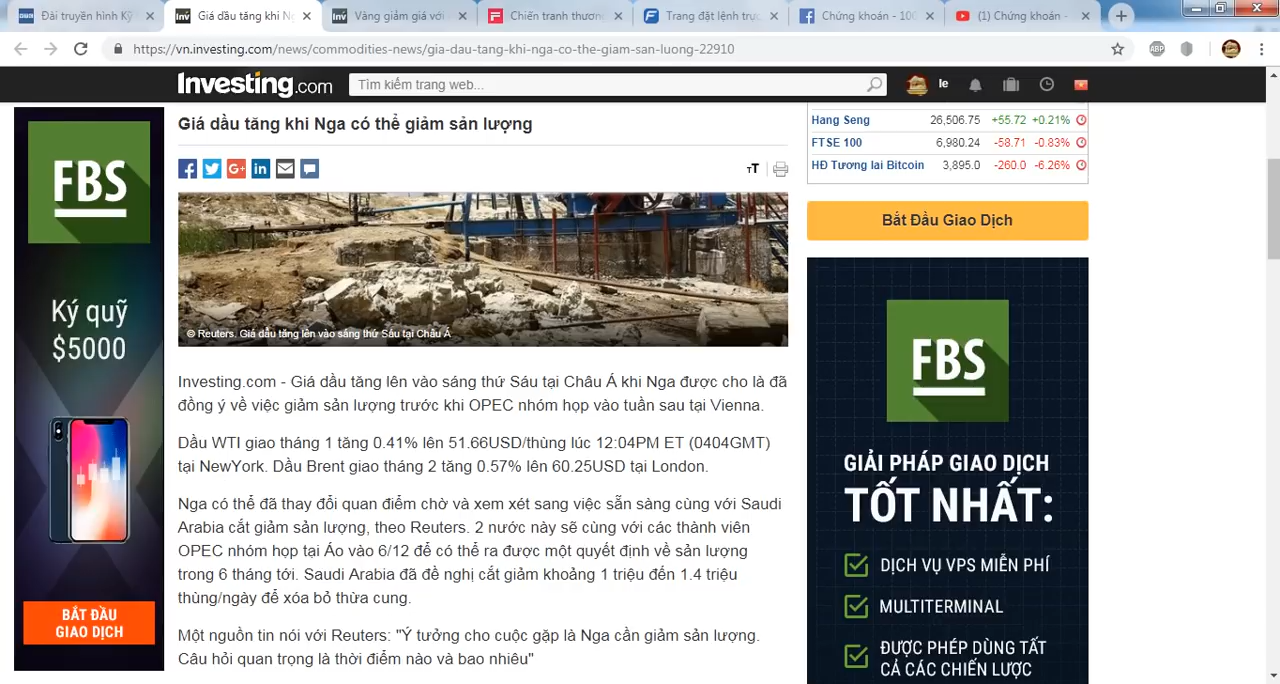 Đài truyền hình Kỹ
Giá dầu tăng khi N
Vàng giảm giá với
Chiến tranh thương
Trang đặt lệnh trực
Chứng khoán - 100
(1) Chứng khoán -
https://vn.investing.com/news/commodities-news/gia-dau-tang-khi-nga-co-the-giam-san-luong-22910
ABP
Investing.com
Tìm kiếm trang web...
le
Giá dầu tăng khi Nga có thể giảm sản lượng
тT
© Reuters. Giá dầu tăng lên vào sáng thứ Sáu tại Châu Á
Investing.com - Giá dầu tăng lên vào sáng thứ Sáu tại Châu Á khi Nga được cho là đã
đồng ý về việc giảm sản lượng trước khi OPEC nhóm họp vào tuần sau tại Vienna.
Dầu WTI giao tháng 1 tăng 0.41% lên 51.66USD/thùng lúc 12:04PM ET (0404GMT)
tại NewYork. Dầu Brent giao tháng 2 tăng 0.57% lên 60.25USD tại London.
Nga có thể đã thay đổi quan điểm chờ và xem xét sang việc sẵn sàng cùng với Saudi
Arabia cắt giảm sản lượng, theo Reuters. 2 nước này sẽ cùng với các thành viên
OPEC nhóm họp tại Áo vào 6/12 để có thể ra được một quyết định về sản lượng
trong 6 tháng tới. Saudi Arabia đã đề nghị cắt giảm khoảng 1 triệu đến 1.4 triệu
thùng/ngày để xóa bỏ thừa cung.
Một nguồn tin nói với Reuters: "Ý tưởng cho cuộc gặp là Nga cần giảm sản lượng.
Câu hỏi quan trọng là thời điểm nào và bao nhiêu"
FBS
Ký quỹ
$5000
BẮT ĐẦU
GIAO DỊCH
Hang Seng 26,506.75 +55.72 +0.21%
FTSE 100 6,980.24 -58.71 -0.83%
HĐ Tương lai Bitcoin 3,895.0 -260.0 -6.26%
Bắt Đầu Giao Dịch
FBS
GIẢI PHÁP GIAO DỊCH
TỐT NHẤT:
DỊCH VỤ VPS MIỄN PHÍ
MULTITERMINAL
ĐƯỢC PHÉP DÙNG TẤT
CẢ CÁC CHIẾN LƯỢC